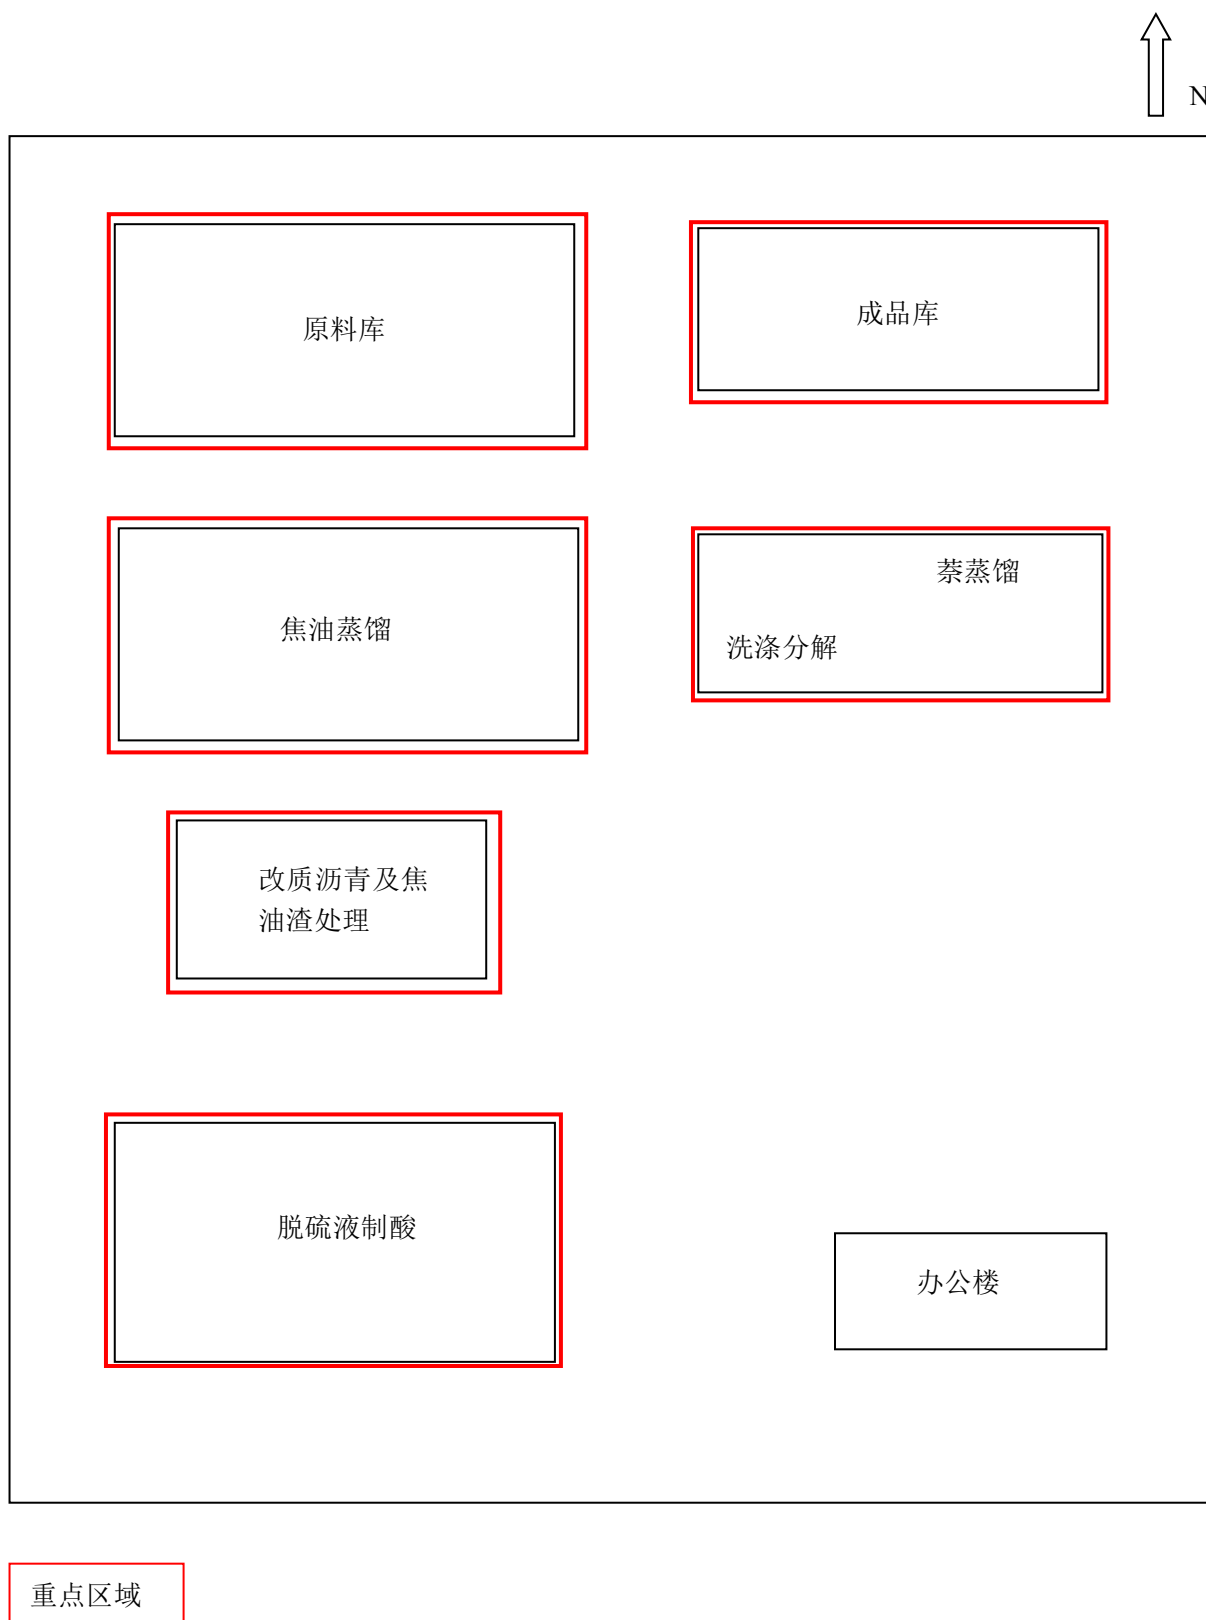 N
原料库
成品库
焦油蒸馏
萘蒸馏
洗涤分解
改质沥青及焦
油渣处理
脱硫液制酸
办公楼
重点区域